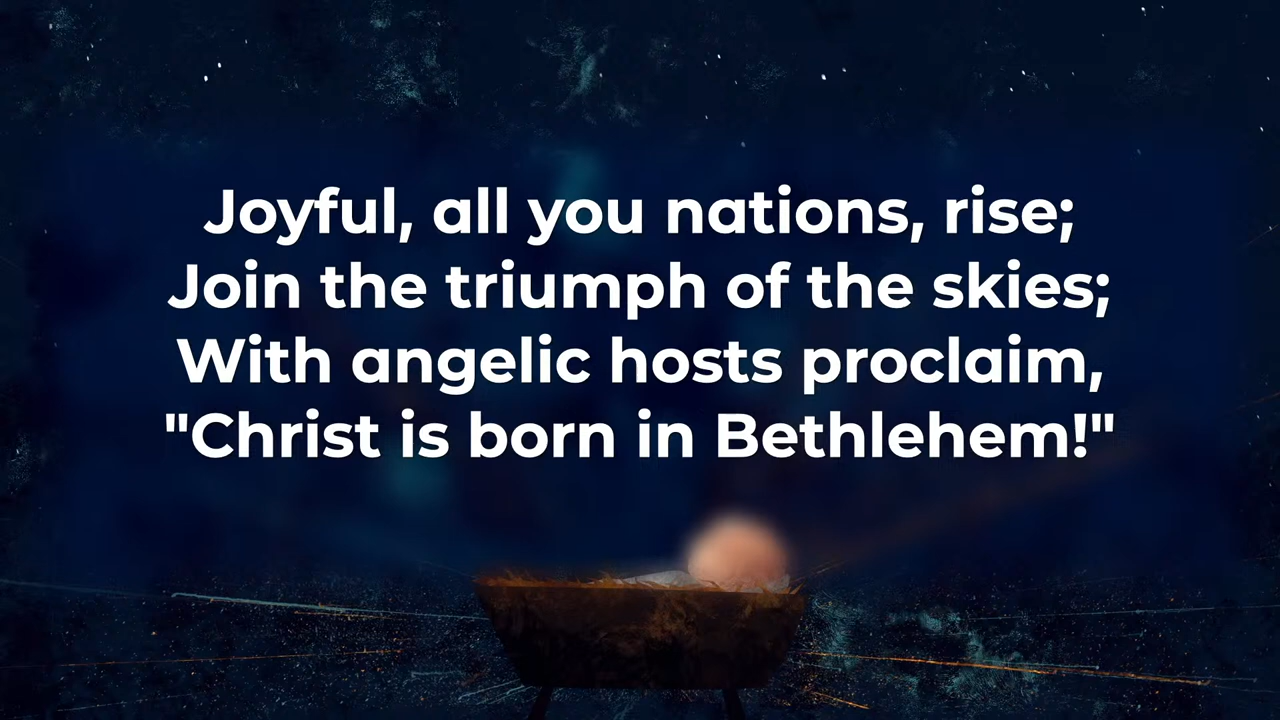 Joyful, all you nations, rise;
Join the triumph of the skies;
With angelic hosts proclaim,
"Christ is born in Bethlehem!"